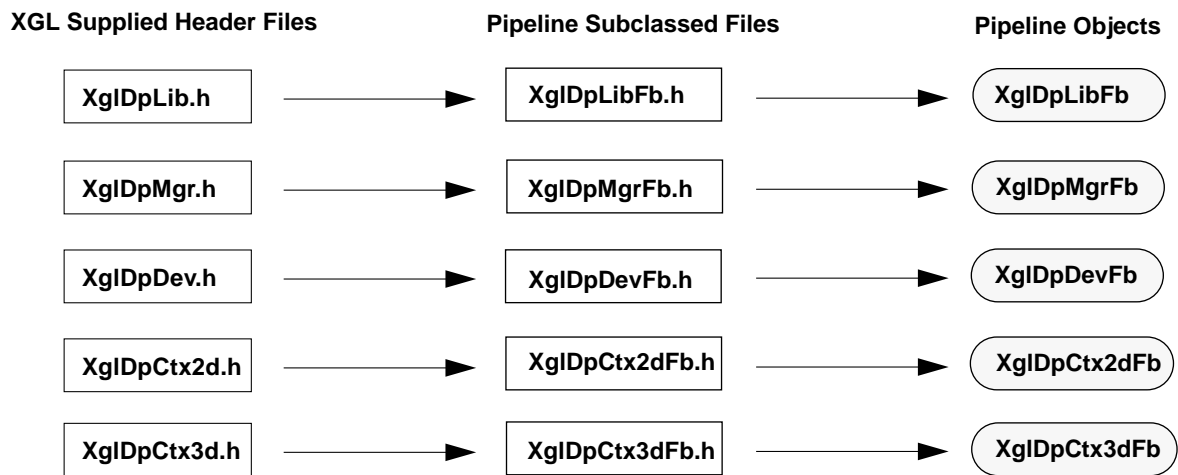 XGL Supplied Header Files Pipeline Subclassed Files Pipeline Objects
XglDpLib.h XglDpLibFb.h XglDpLibFb
XglDpMgr.h XglDpMgrFb.h XglDpMgrFb
XglDpDev.h XglDpDevFb.h XglDpDevFb
XglDpCtx2d.h XglDpCtx2dFb.h XglDpCtx2dFb
XglDpCtx3d.h XglDpCtx3dFb.h XglDpCtx3dFb